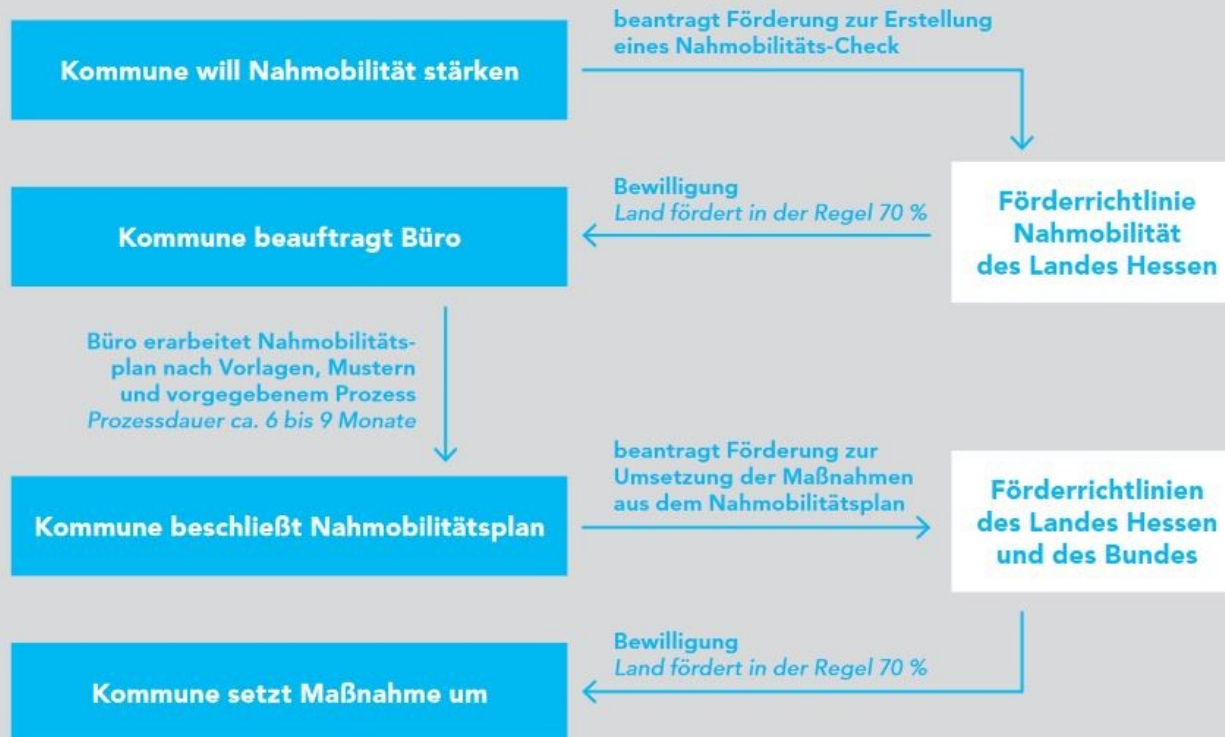 Kommune will Nahmobilität stärken
beantragt Förderung zur Erstellung
eines Nahmobilitäts-Check
Förderrichtlinie
Nahmobilität
des Landes Hessen
Bewilligung
Land fördert in der Regel 70 %
Kommune beauftragt Büro
Büro erarbeitet Nahmobilitäts-
plan nach Vorlagen, Mustern
und vorgegebenem Prozess
Prozessdauer ca. 6 bis 9 Monate
Kommune beschließt Nahmobilitätsplan
beantragt Förderung zur
Umsetzung der Maßnahmen
aus dem Nahmobilitätsplan
Förderrichtlinien
des Landes Hessen
und des Bundes
Bewilligung
Land fördert in der Regel 70 %
Kommune setzt Maßnahme um